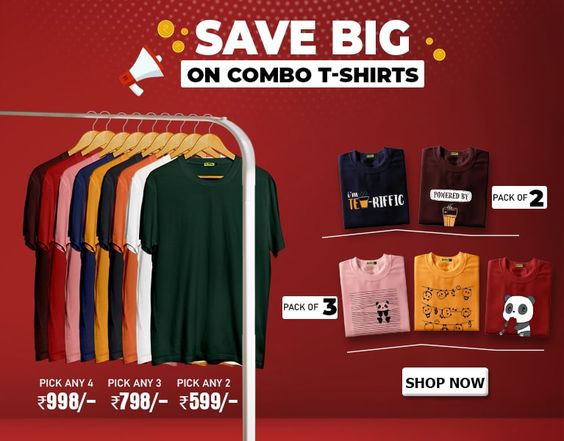 SAVE BIG
ON COMBO T-SHIRTS
i'm
TEA-RIFFIC
POWERED BY
PACK OF 2
PACK OF 3
PICK ANY 4
₹998/-
PICK ANY 3
₹798/-
PICK ANY 2
₹599/-
SHOP NOW